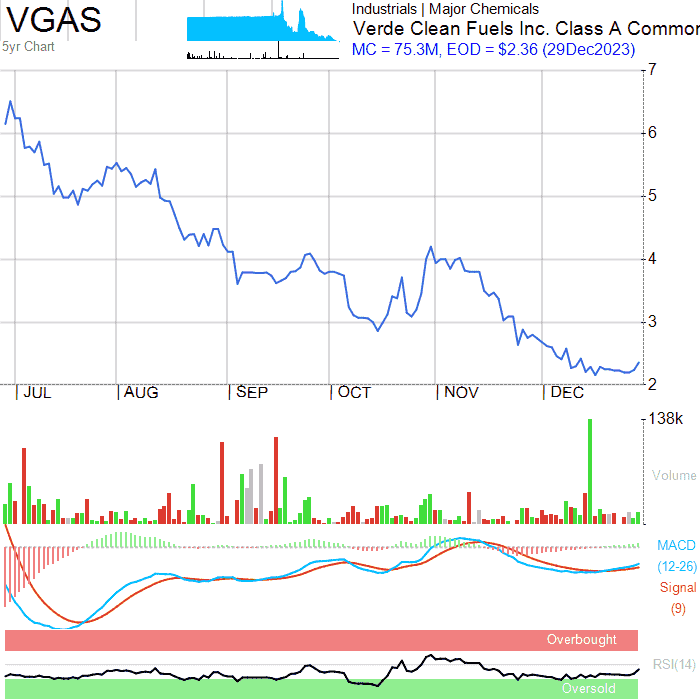 VGAS
5yr Chart
Industrials | Major Chemicals
Verde Clean Fuels Inc. Class A Common
MC = 75.3M, EOD = $2.36 (29Dec2023)
7
6
5
4
3
2
JUL AUG SEP OCT NOV DEC
138k
Volume
MACD
(12-26)
Signal
(9)
Overbought
RSI(14)
Oversold